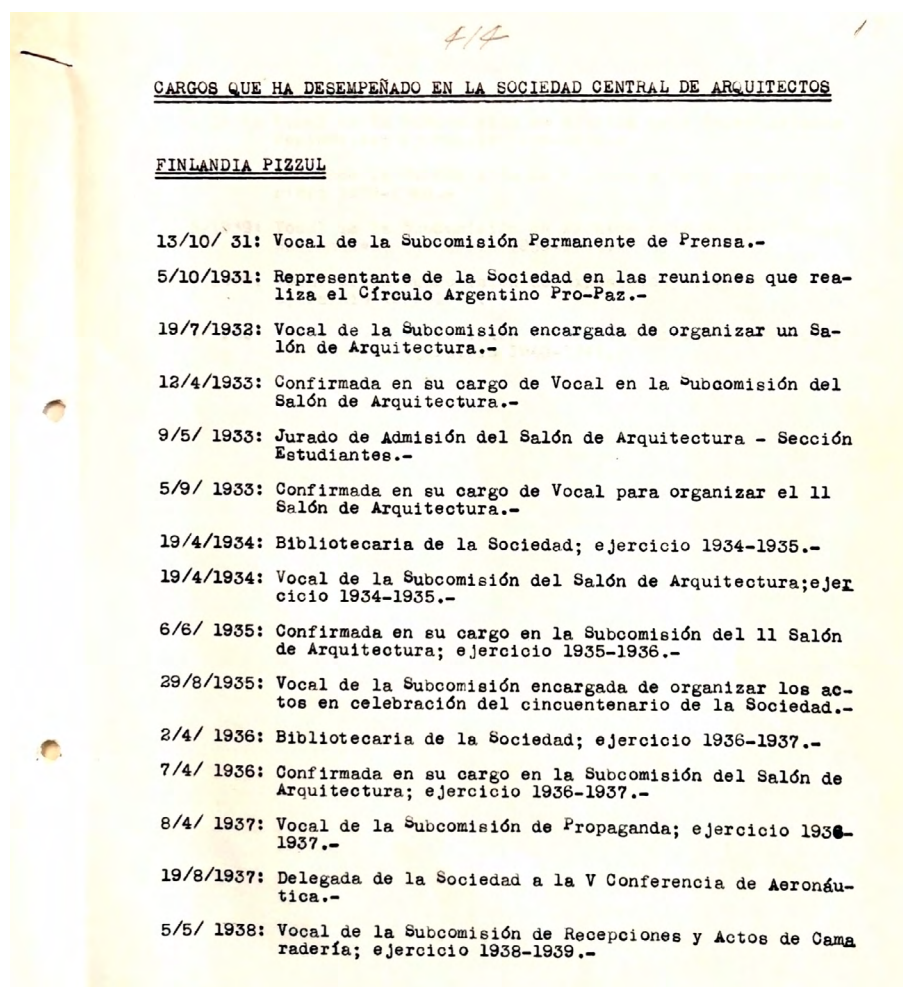 4/4
CARGOS QUE HA DESEMPEÑADO EN LA SOCIEDAD CENTRAL DE ARQUITECTOS
FINLANDIA PIZZUL
13/10/ 31: Vocal de la Subcomisión Permanente de Prensa.-
5/10/1931: Representante de la Sociedad en las reuniones que rea-
liza el Círculo Argentino Pro-Paz.-
19/7/1932: Vocal de la Subcomisión encargada de organizar un Sa-
lón de Arquitectura.-
12/4/1933: Confirmada en su cargo de Vocal en la Subcomisión del
Salón de Arquitectura.-
9/5/ 1933: Jurado de Admisión del Salón de Arquitectura - Sección
Estudiantes.-
5/9/ 1933: Confirmada en su cargo de Vocal para organizar el 11
Salón de Arquitectura.-
19/4/1934: Bibliotecaria de la Sociedad; ejercicio 1934-1935.-
19/4/1934: Vocal de la Subcomisión del Salón de Arquitectura;ejer
cicio 1934-1935.-
6/6/ 1935: Confirmada en su cargo en la Subcomisión del 11 Salón
de Arquitectura; ejercicio 1935-1936.-
29/8/1935: Vocal de la Subcomisión encargada de organizar los ac-
tos en celebración del cincuentenario de la Sociedad.-
2/4/ 1936: Bibliotecaria de la Sociedad; ejercicio 1936-1937.-
7/4/ 1936: Confirmada en su cargo en la Subcomisión del Salón de
Arquitectura; ejercicio 1936-1937.-
8/4/ 1937: Vocal de la Subcomisión de Propaganda; ejercicio 1936-
1937.-
19/8/1937: Delegada de la Sociedad a la V Conferencia de Aeronáu-
tica.-
5/5/ 1938: Vocal de la Subcomisión de Recepciones y Actos de Cama
radería; ejercicio 1938-1939.-